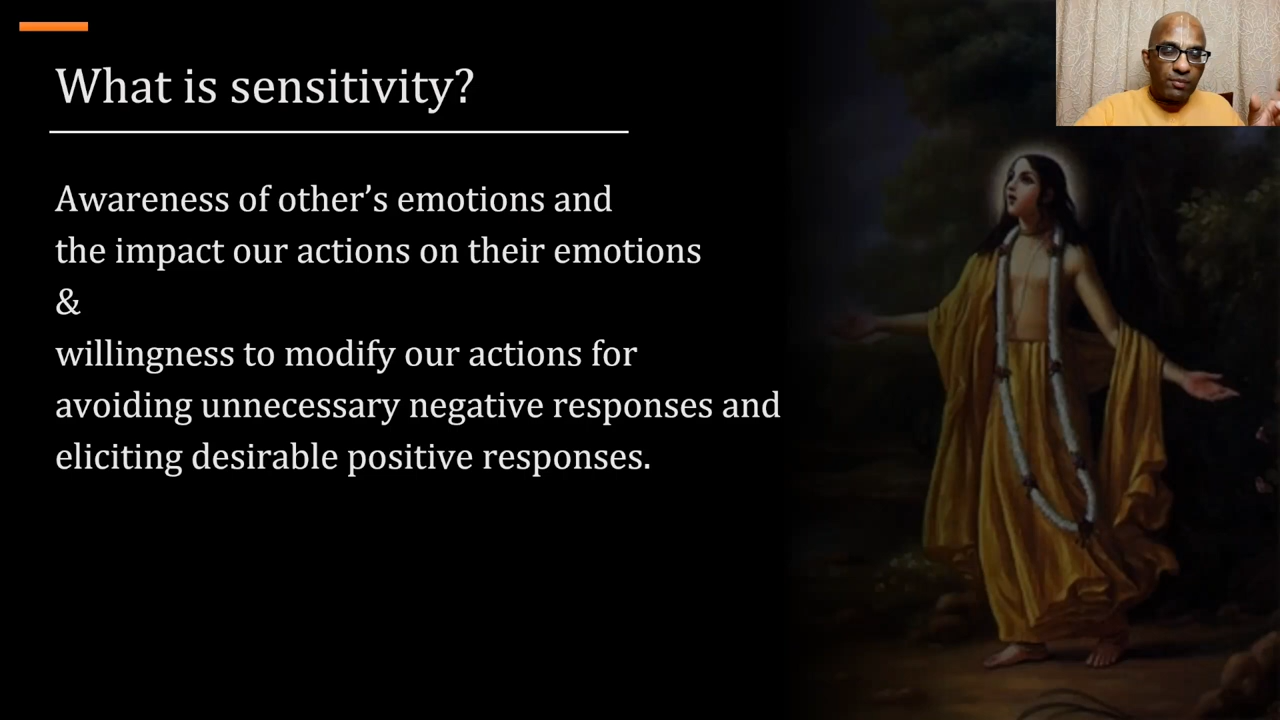 What is sensitivity?
Awareness of other’s emotions and
the impact our actions on their emotions
&
willingness to modify our actions for
avoiding unnecessary negative responses and
eliciting desirable positive responses.